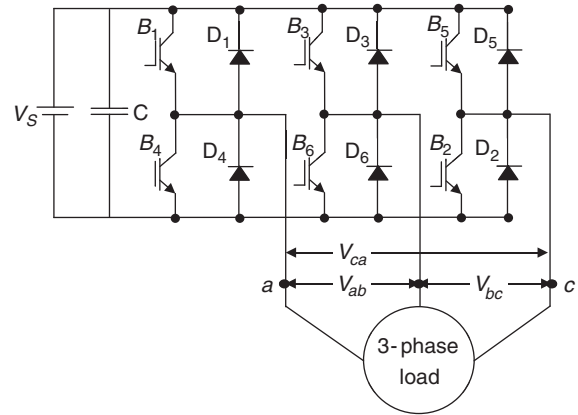 B1 D1 B3 D3 B5 D5
VS C
B4 D4 B6 D6 B2 D2
Vca
a Vab Vbc c
3-phase
load